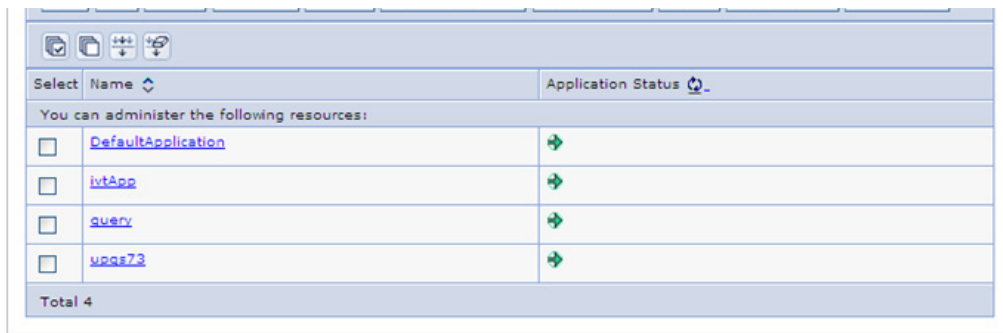 Select Name Application Status
You can administer the following resources:
DefaultApplication
ivtApp
query
upgs73
Total 4